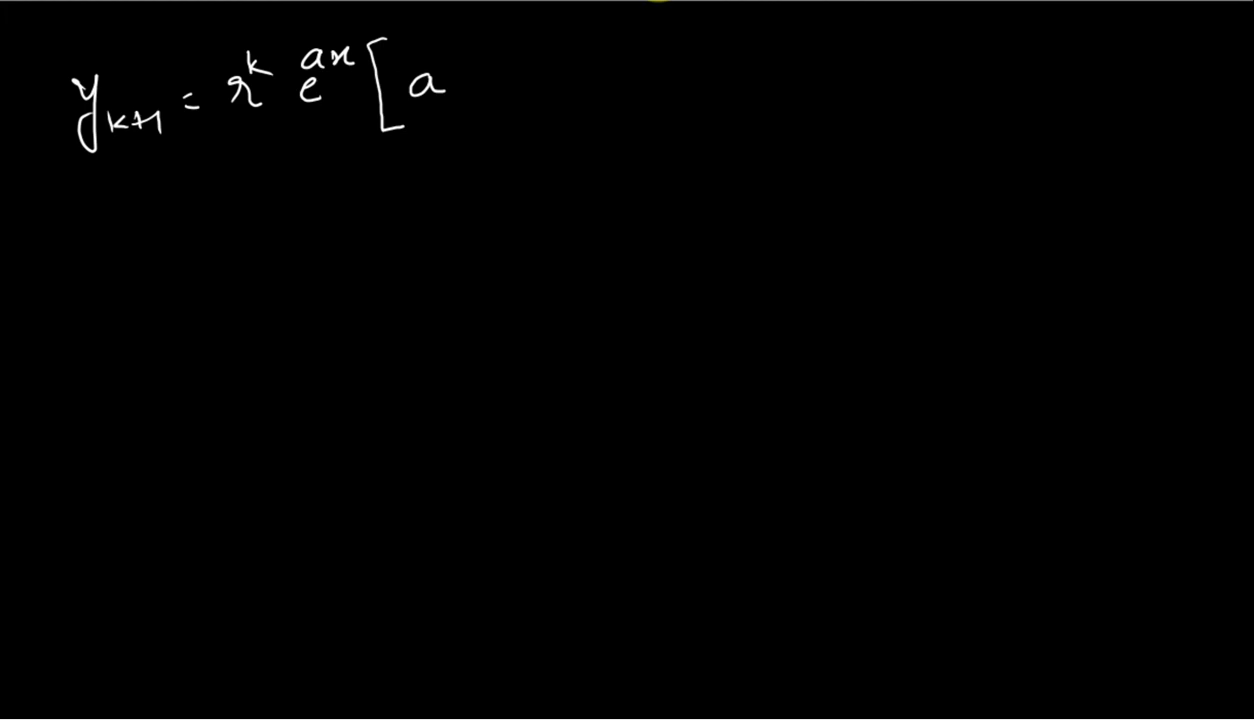 y_{k+1} = r^k e^{ax} [ a